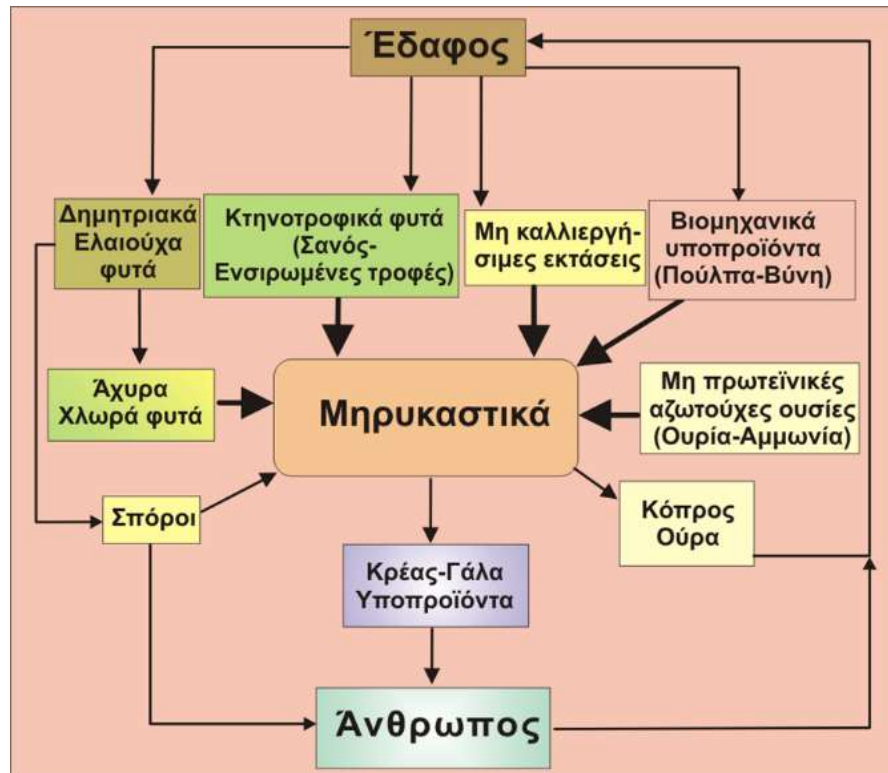 Έδαφος
Δημητριακά
Ελαιούχα
φυτά
Κτηνοτροφικά φυτά
(Σανός-
Ενσιρωμένες τροφές)
Μη καλλιεργή-
σιμες εκτάσεις
Βιομηχανικά
υποπροϊόντα
(Πούλπα-Βύνη)
Άχυρα
Χλωρά φυτά
Μηρυκαστικά
Μη πρωτεϊνικές
αζωτούχες ουσίες
(Ουρία-Αμμωνία)
Σπόροι
Κόπρος
Ούρα
Κρέας-Γάλα
Υποπροϊόντα
Άνθρωπος